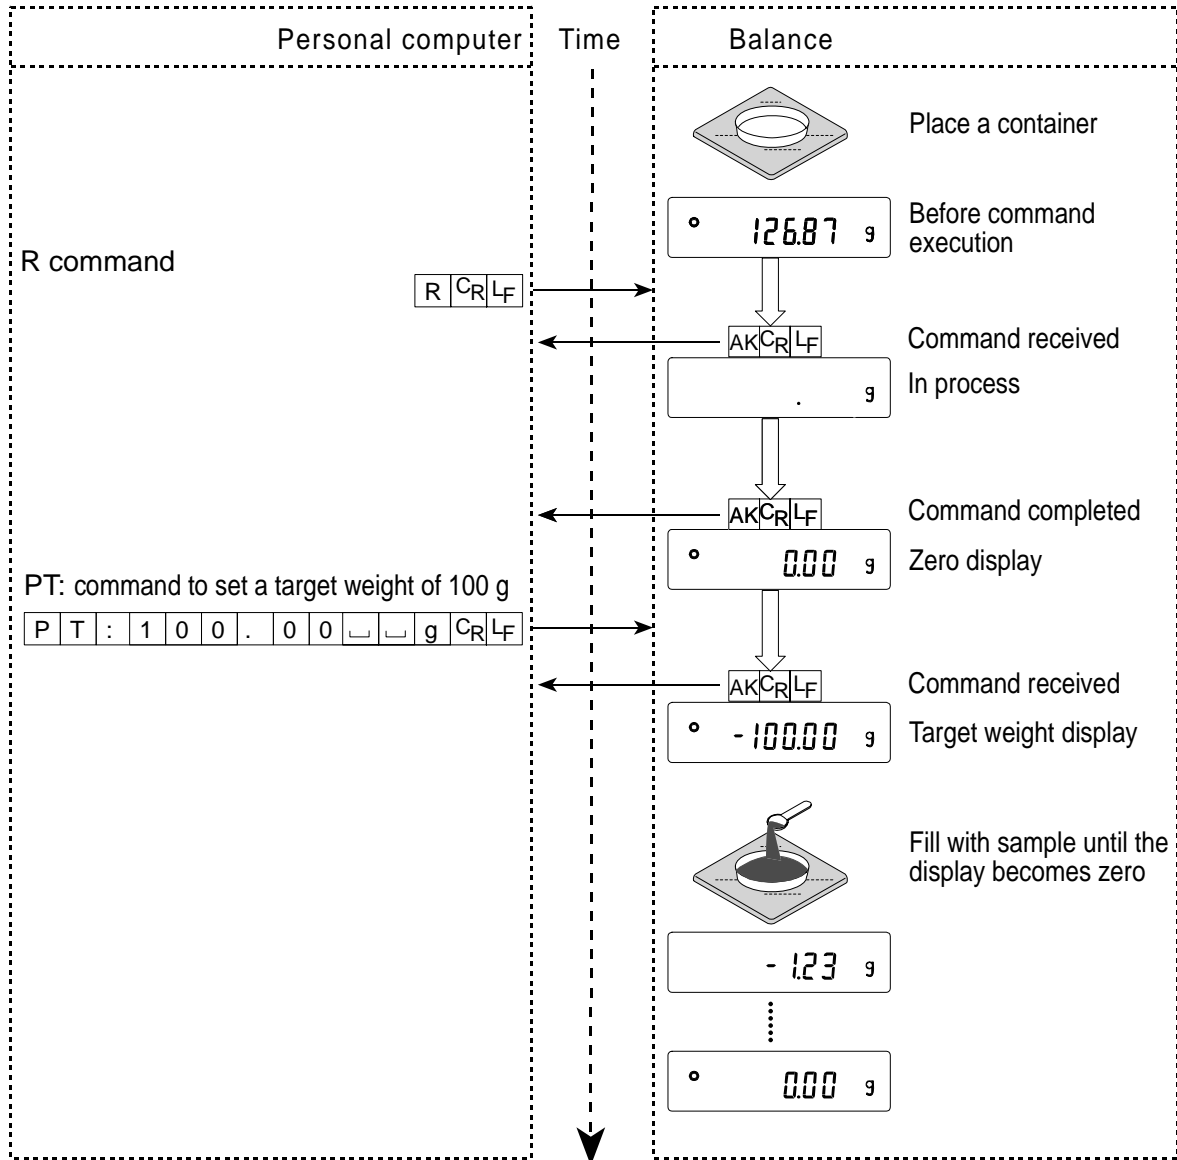 Personal computer Time Balance
Place a container
126.87 g
Before command
execution
R command
R CR LF
AK CR LF
Command received
. g
In process
AK CR LF
Command completed
0.00 g
Zero display
PT: command to set a target weight of 100 g
P T : 1 0 0 . 0 0 ␣ ␣ g CR LF
AK CR LF
Command received
-100.00 g
Target weight display
Fill with sample until the
display becomes zero
-1.23 g
0.00 g